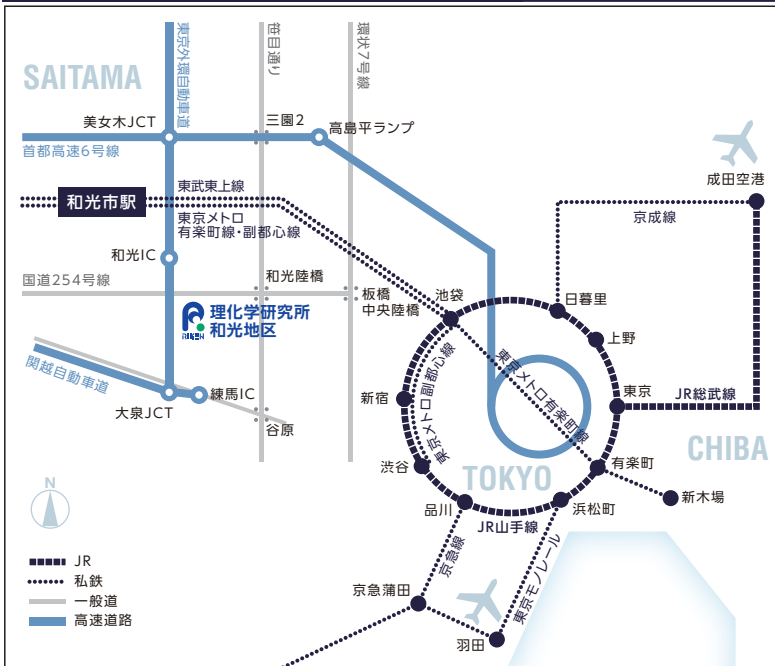 SAITAMA
東京外環自動車道
笹目通り
環状7号線
美女木JCT
三園2
高島平ランプ
首都高速6号線
成田空港
東武東上線
和光市駅
東京メトロ
有楽町線・副都心線
京成線
和光IC
国道254号線
和光陸橋
板橋
中央陸橋
池袋
日暮里
RIKEN
理化学研究所
和光地区
上野
関越自動車道
東京メトロ副都心線
東京メトロ有楽町線
練馬IC
大泉JCT
新宿
東京
JR総武線
谷原
CHIBA
渋谷
TOKYO
有楽町
N
品川
浜松町
新木場
JR山手線
京急線
東京モノレール
JR
私鉄
一般道
高速道路
京急蒲田
羽田